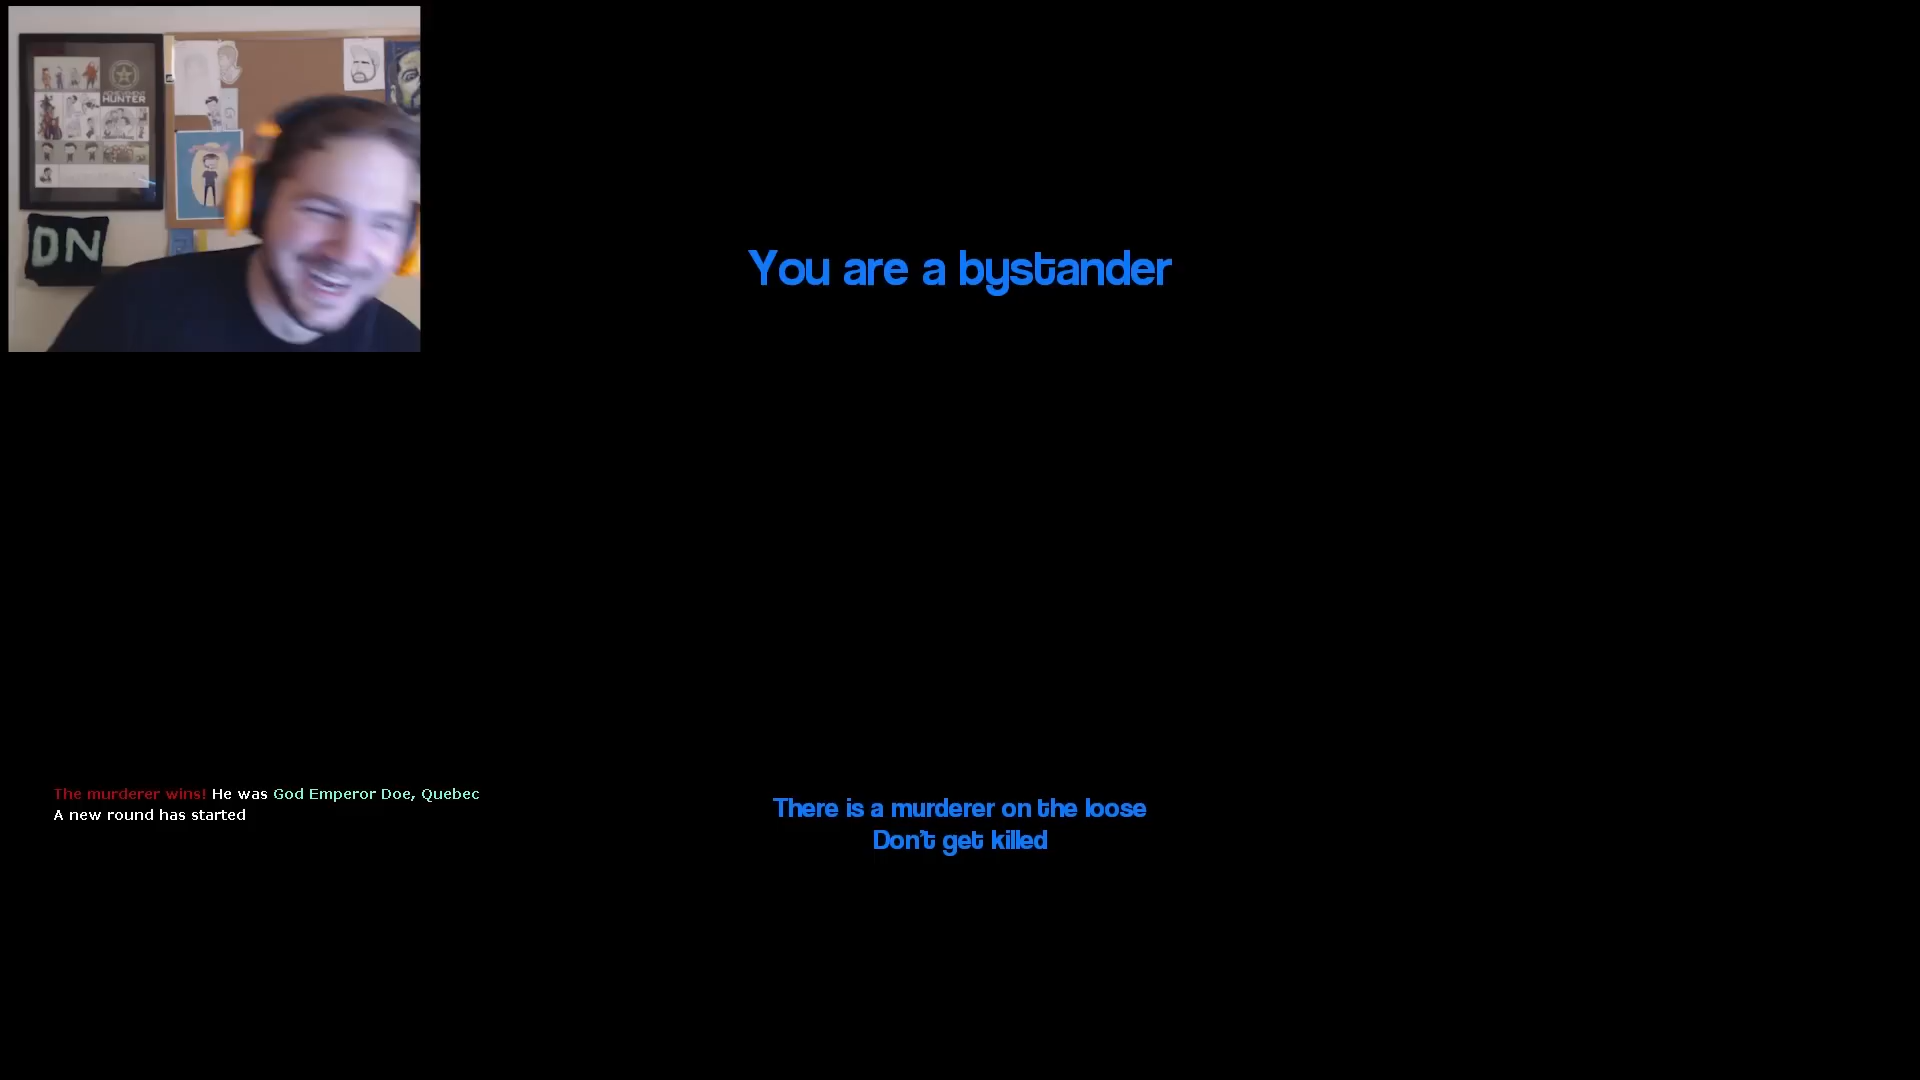 ACHIEVEMENT
HUNTER
DN
You are a bystander
The murderer wins! He was God Emperor Doe, Quebec
A new round has started
There is a murderer on the loose
Don't get killed